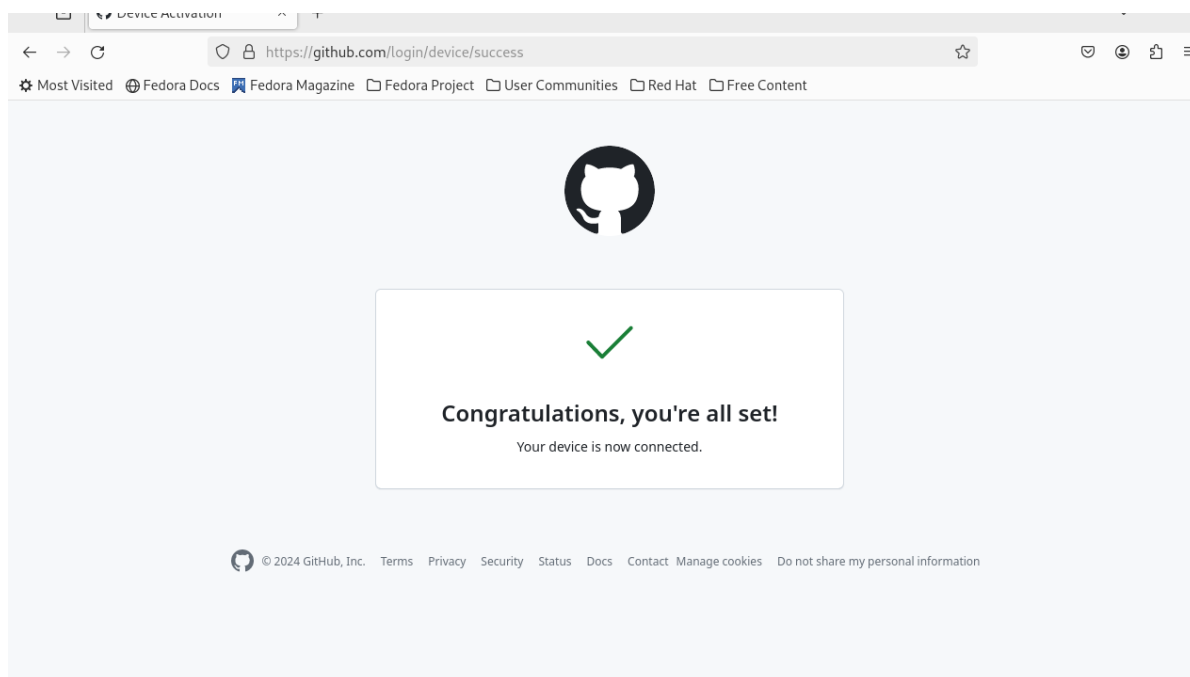 Device Activation
https://github.com/login/device/success
Most Visited Fedora Docs Fedora Magazine Fedora Project User Communities Red Hat Free Content
Congratulations, you're all set!
Your device is now connected.
© 2024 GitHub, Inc. Terms Privacy Security Status Docs Contact Manage cookies Do not share my personal information